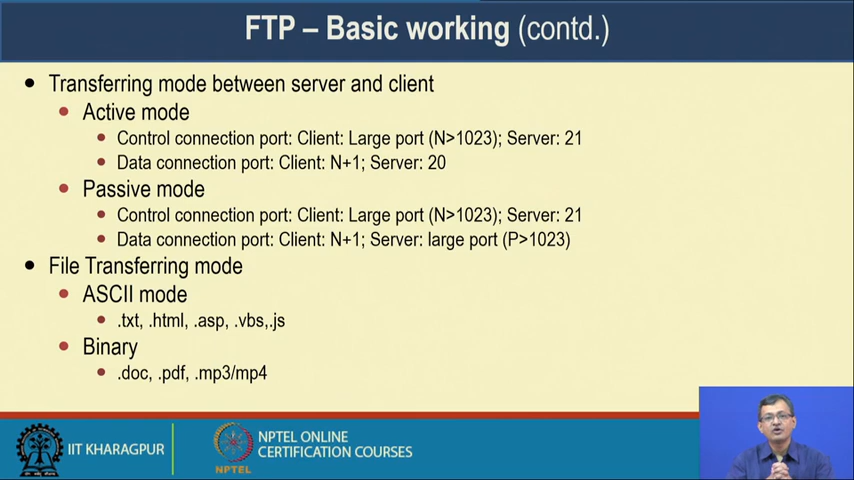 FTP – Basic working (contd.)
Transferring mode between server and client
Active mode
Control connection port: Client: Large port (N>1023); Server: 21
Data connection port: Client: N+1; Server: 20
Passive mode
Control connection port: Client: Large port (N>1023); Server: 21
Data connection port: Client: N+1; Server: large port (P>1023)
File Transferring mode
ASCII mode
.txt, .html, .asp, .vbs,.js
Binary
.doc, .pdf, .mp3/mp4
IIT KHARAGPUR
NPTEL
NPTEL ONLINE
CERTIFICATION COURSES